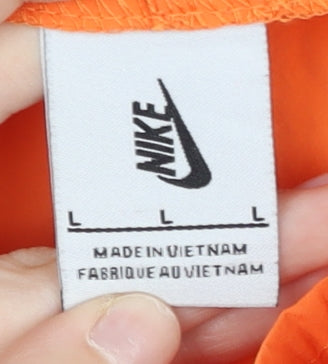 NIKE
L L L
MADE IN VIETNAM
FABRIQUE AU VIETNAM